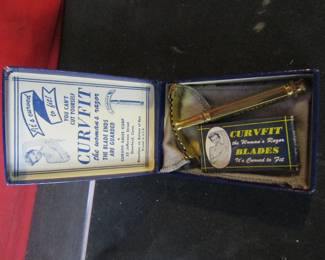 It's curved
to fit!
YOU CAN'T
CUT YOURSELF
CURVFIT
the woman's razor
THE BLADE ENDS
ARE GUARDED
CURVFIT
the Woman's Razor
BLADES
It's Curved to Fit